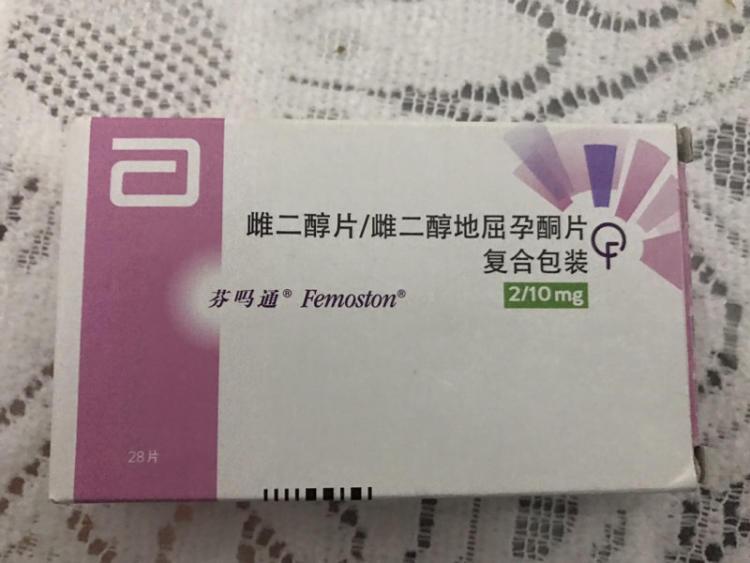 雌二醇片/雌二醇地屈孕酮片
复合包装
芬吗通® Femoston®
2/10 mg
28片